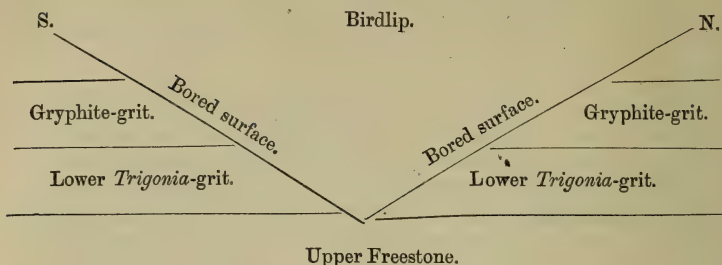 S. Birdlip. N.
Bored surface. Bored surface.
Gryphite-grit. Gryphite-grit.
Lower Trigonia-grit. Lower Trigonia-grit.
Upper Freestone.